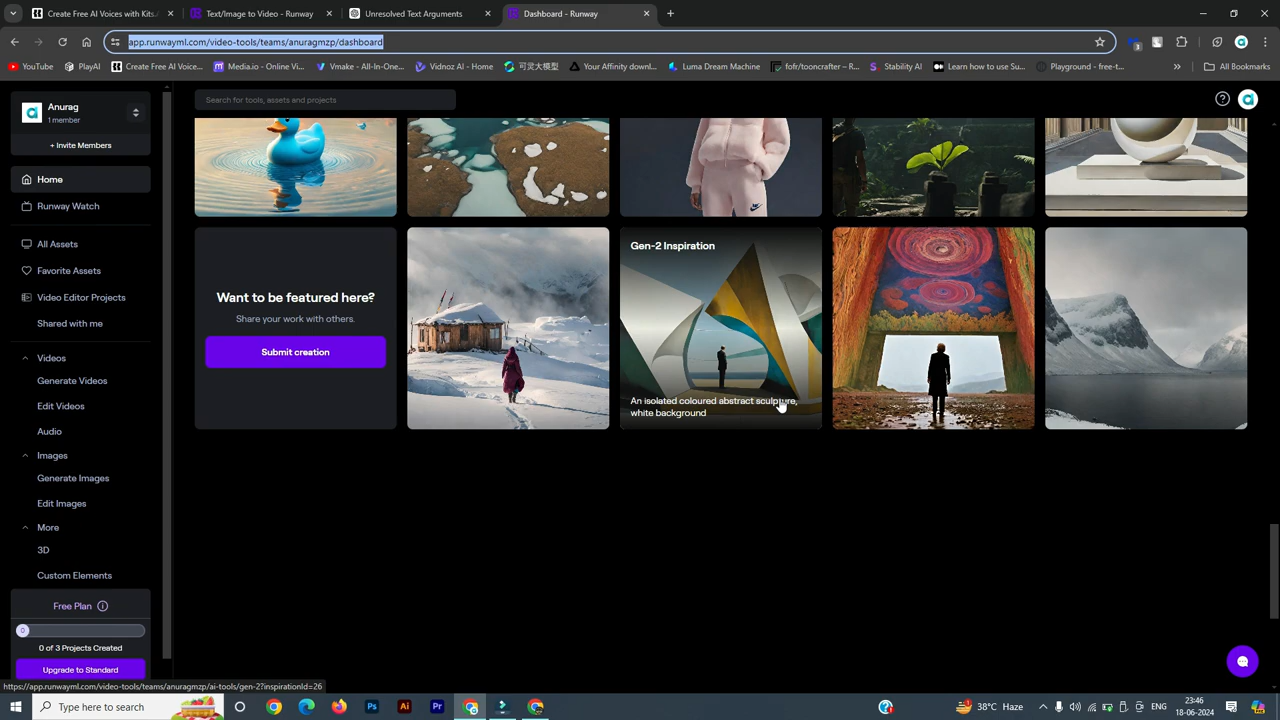 Create Free AI Voices with Kits.
Text/Image to Video - Runway
Unresolved Text Arguments
Dashboard - Runway
app.runwayml.com/video-tools/teams/anuragmzp/dashboard
3
YouTube
PlayAI
Create Free AI Voice...
Media.io - Online Vi...
Vmake - All-In-One...
Vidnoz AI - Home
可灵大模型
Your Affinity downl...
Luma Dream Machine
fofr/tooncrafter – R...
Stability AI
Learn how to use Su...
Playground - free-t...
All Bookmarks
Anurag
1 member
+ Invite Members
Home
Runway Watch
All Assets
Favorite Assets
Video Editor Projects
Shared with me
Videos
Generate Videos
Edit Videos
Audio
Images
Generate Images
Edit Images
More
3D
Custom Elements
Free Plan
0
0 of 3 Projects Created
Upgrade to Standard
Search for tools, assets and projects
Want to be featured here?
Share your work with others.
Submit creation
Gen-2 Inspiration
An isolated coloured abstract sculpture,
white background
https://app.runwayml.com/video-tools/teams/anuragmzp/ai-tools/gen-2?inspirationId=26
Type here to search
Ps
Ai
Pr
38°C Haze
ENG
23:46
18-06-2024